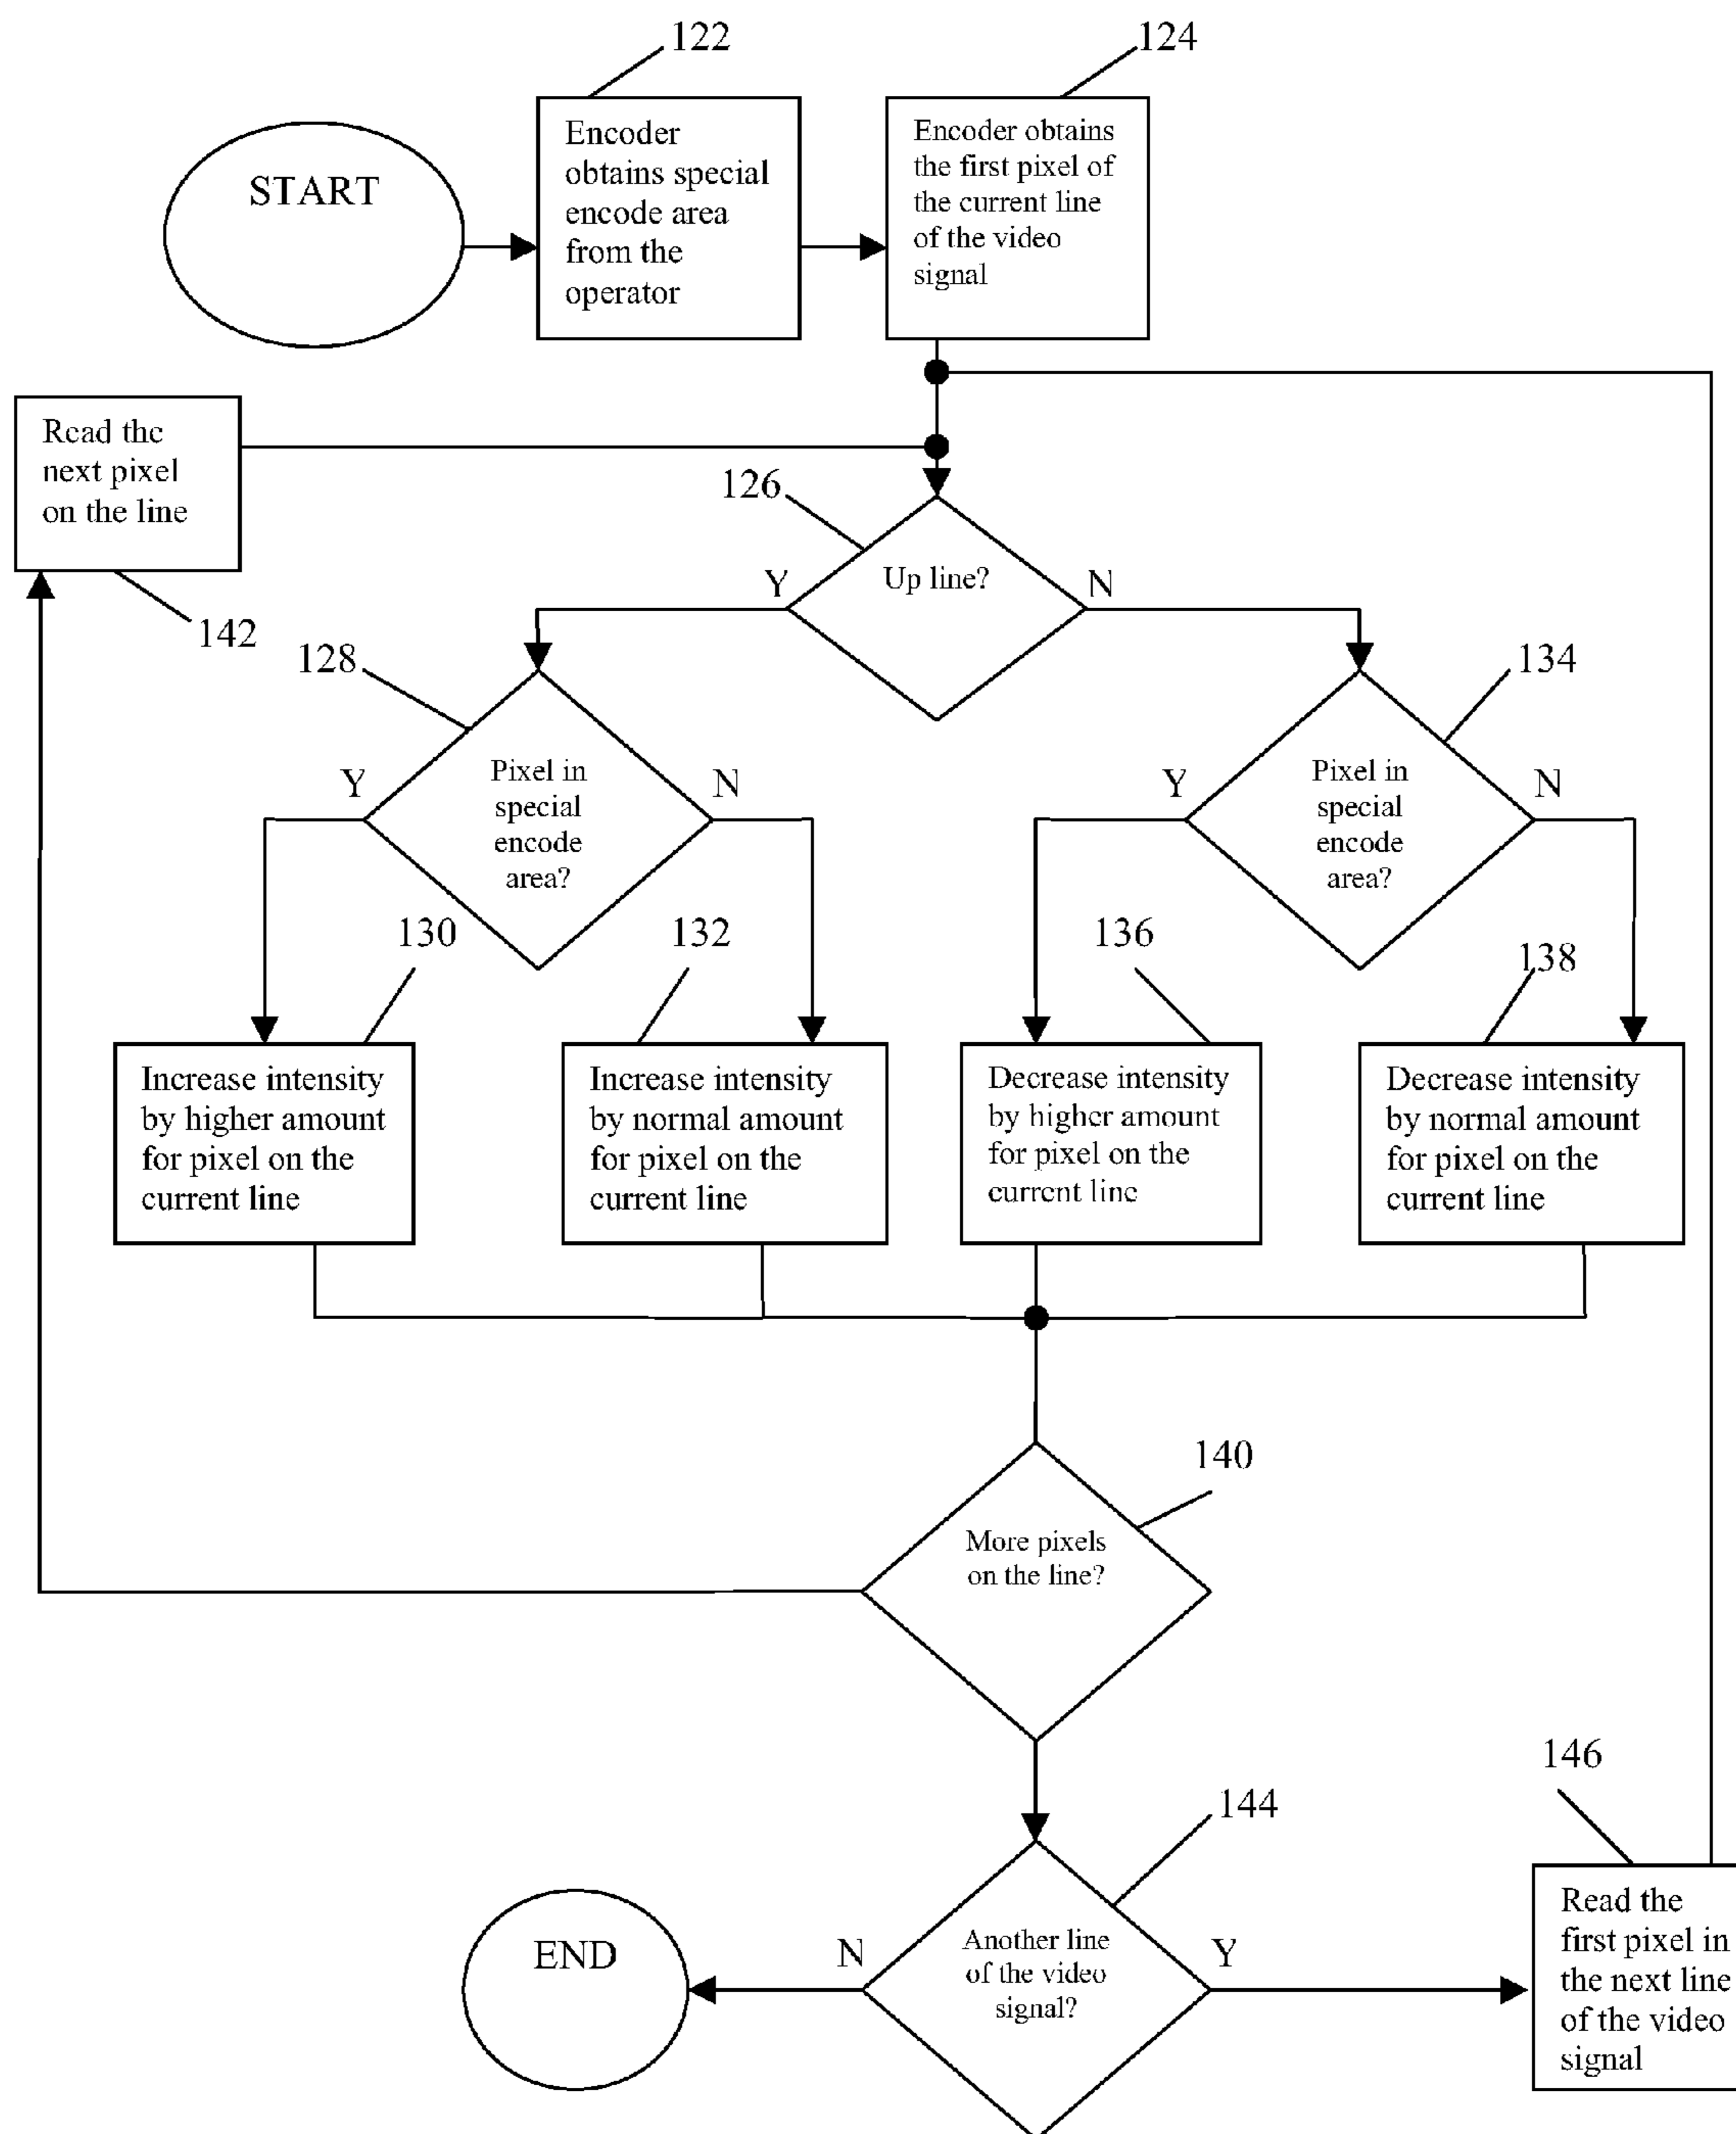 122
124
START
Encoder
obtains special
encode area
from the
operator
Encoder obtains
the first pixel of
the current line
of the video
signal
Read the
next pixel
on the line
142
126
Up line?
Y
N
128
Pixel in
special
encode
area?
Y
N
134
Pixel in
special
encode
area?
Y
N
130
Increase intensity
by higher amount
for pixel on the
current line
132
Increase intensity
by normal amount
for pixel on the
current line
136
Decrease intensity
by higher amount
for pixel on the
current line
138
Decrease intensity
by normal amount
for pixel on the
current line
140
More pixels
on the line?
144
Another line
of the video
signal?
N
Y
END
146
Read the
first pixel in
the next line
of the video
signal